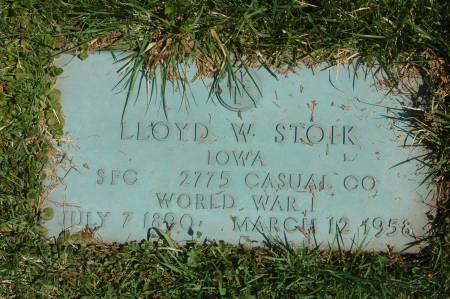 LLOYD W STOIK
IOWA
SFC 2775 CASUAL CO
WORLD WAR I
JULY 7 1890 MARCH 12 1958